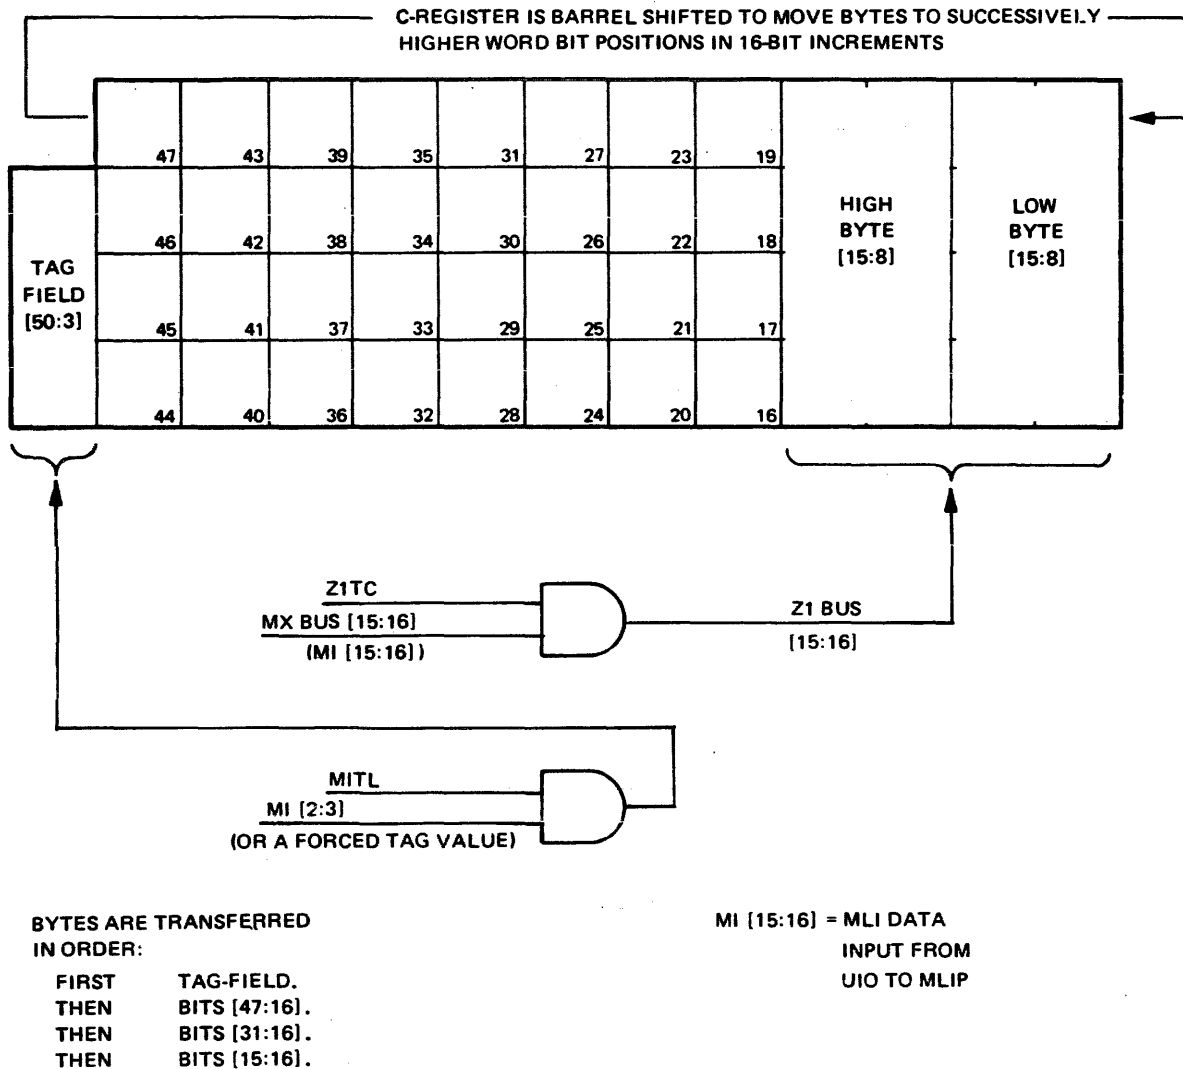 C-REGISTER IS BARREL SHIFTED TO MOVE BYTES TO SUCCESSIVELY
HIGHER WORD BIT POSITIONS IN 16-BIT INCREMENTS
47 43 39 35 31 27 23 19
46 42 38 34 30 26 22 18
45 41 37 33 29 25 21 17
44 40 36 32 28 24 20 16
TAG
FIELD
[50:3]
HIGH
BYTE
[15:8]
LOW
BYTE
[15:8]
Z1TC
MX BUS [15:16]
(MI [15:16])
Z1 BUS
[15:16]
MITL
MI [2:3]
(OR A FORCED TAG VALUE)
BYTES ARE TRANSFERRED
IN ORDER:
FIRST TAG-FIELD.
THEN BITS [47:16].
THEN BITS [31:16].
THEN BITS [15:16].
MI [15:16] = MLI DATA
INPUT FROM
UIO TO MLIP